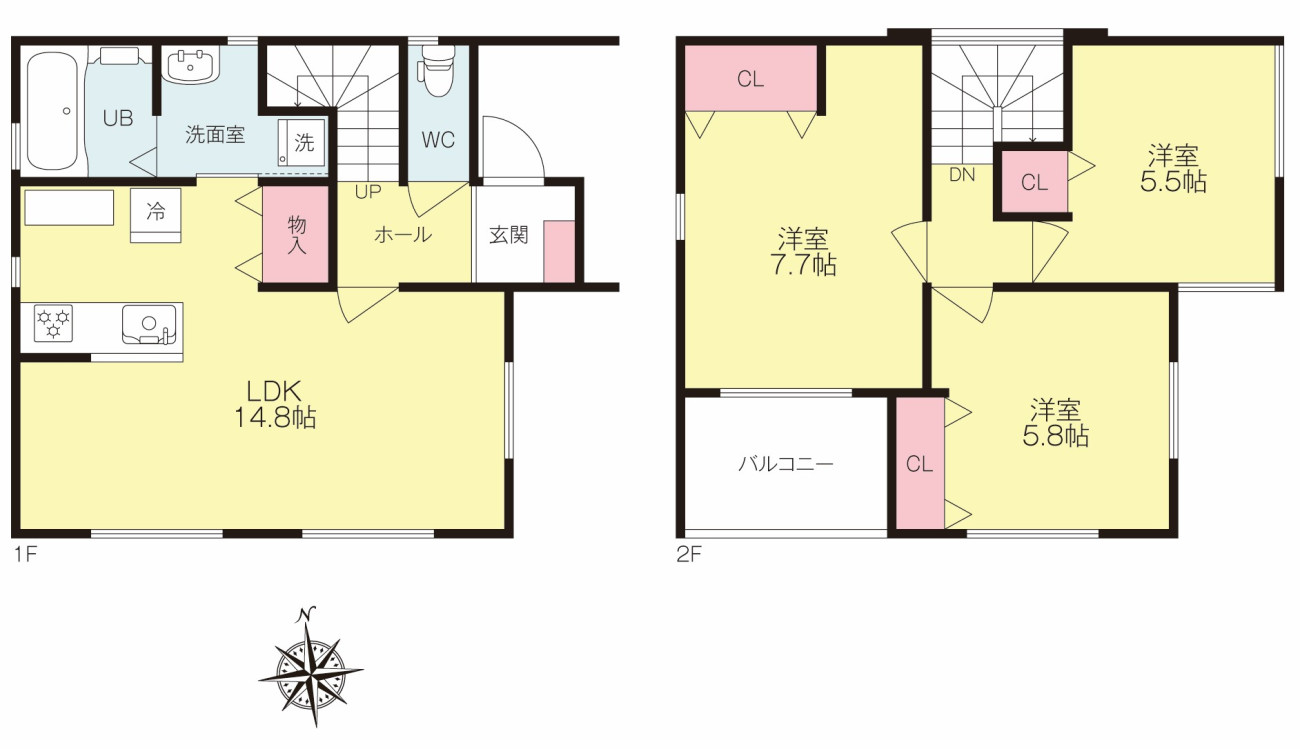 UB
洗面室
洗
WC
冷
物入
UP
ホール
玄関
LDK
14.8帖
1F
CL
洋室
7.7帖
DN
CL
洋室
5.5帖
洋室
5.8帖
CL
バルコニー
2F
N